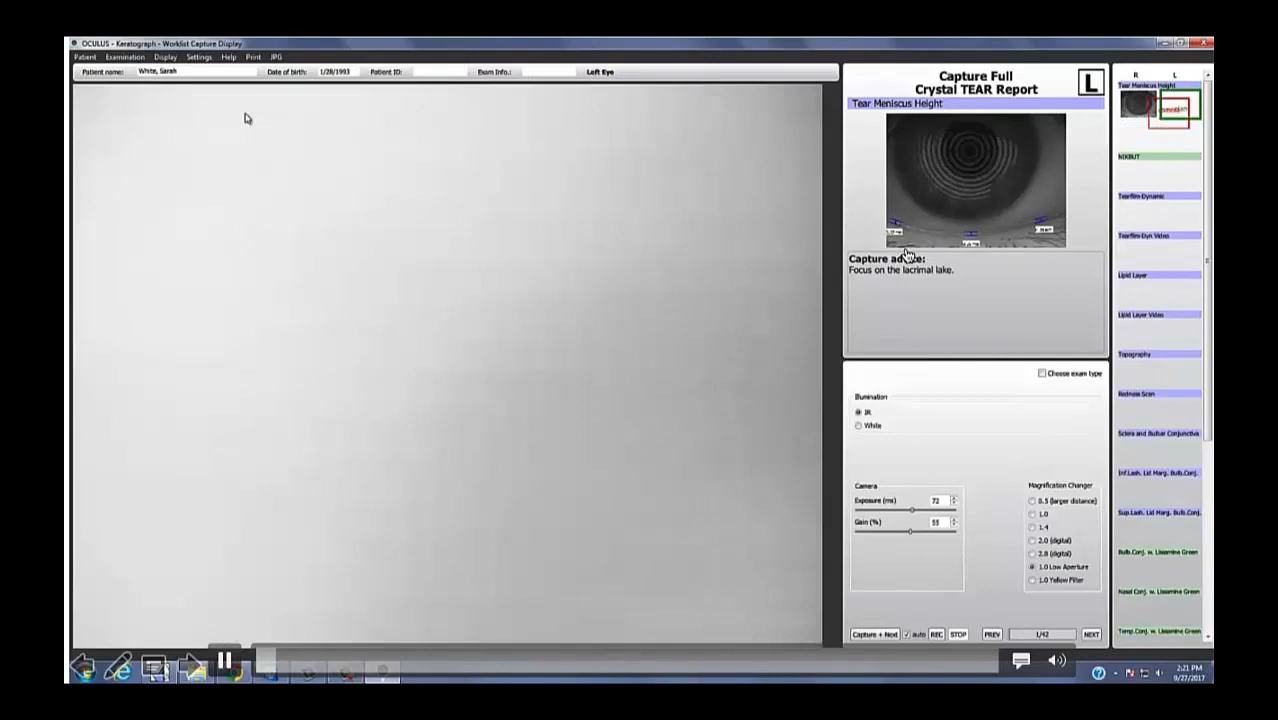 OCULUS - Keratograph - Worklist Capture Display
Patient Examination Display Settings Help Print JPG
Patient name: White, Sarah Date of birth: 1/28/1993 Patient ID: Exam Info.: Left Eye
Capture Full
Crystal TEAR Report
L
Tear Meniscus Height
Capture
Focus on the lacrimal lake.
Choose exam type
Illumination
IR
White
Camera
Exposure (ms) 72
Gain (%) 55
Magnification Changer
0.5 (larger distance)
1.0
1.4
2.0 (digital)
2.8 (digital)
1.0 Low Aperture
1.0 Yellow Filter
Capture + Next auto REC STOP PREV 1/42 NEXT
R L
Tear Meniscus Height
NIKBUT
Tearfilm-Dynamic
Tearfilm-Dyn Video
Lipid Layer
Lipid Layer Video
Topography
Redness Scan
Sclera and Bulbar Conjunctiva
Inf.Lash. Lid Marg. Bulb.Conj.
Sup.Lash. Lid Marg. Bulb.Conj.
Bulb.Conj. w. Lissamine Green
Nasal Conj. w. Lissamine Green
Temp.Conj. w. Lissamine Green
2:21 PM
9/27/2017